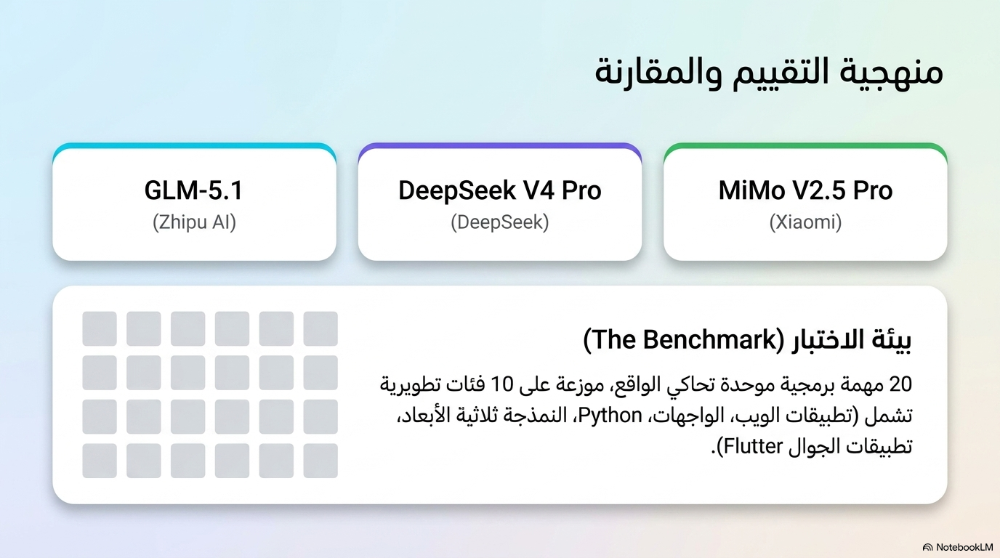 منهجية التقييم والمقارنة
MiMo V2.5 Pro
(Xiaomi)
DeepSeek V4 Pro
(DeepSeek)
GLM-5.1
(Zhipu AI)
بيئة الاختبار (The Benchmark)
20 مهمة برمجية موحدة تحاكي الواقع، موزعة على 10 فئات تطويرية
تشمل (تطبيقات الويب، الواجهات، Python، النمذجة ثلاثية الأبعاد،
تطبيقات الجوال Flutter).
NotebookLM